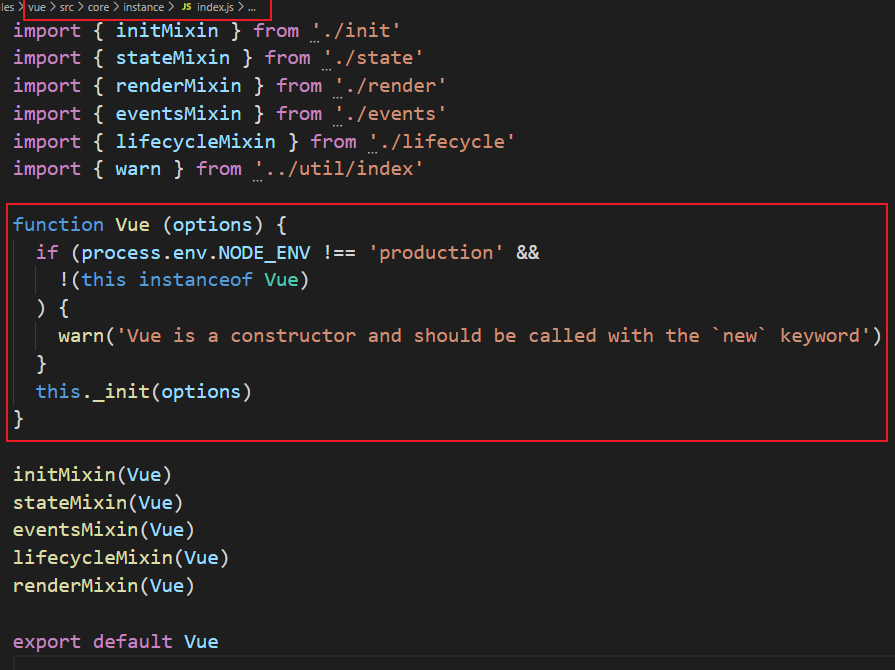 les > vue > src > core > instance > JS index.js > ...
import { initMixin } from './init'
import { stateMixin } from './state'
import { renderMixin } from './render'
import { eventsMixin } from './events'
import { lifecycleMixin } from './lifecycle'
import { warn } from '../util/index'

function Vue (options) {
  if (process.env.NODE_ENV !== 'production' &&
    !(this instanceof Vue)
  ) {
    warn('Vue is a constructor and should be called with the `new` keyword')
  }
  this._init(options)
}

initMixin(Vue)
stateMixin(Vue)
eventsMixin(Vue)
lifecycleMixin(Vue)
renderMixin(Vue)

export default Vue